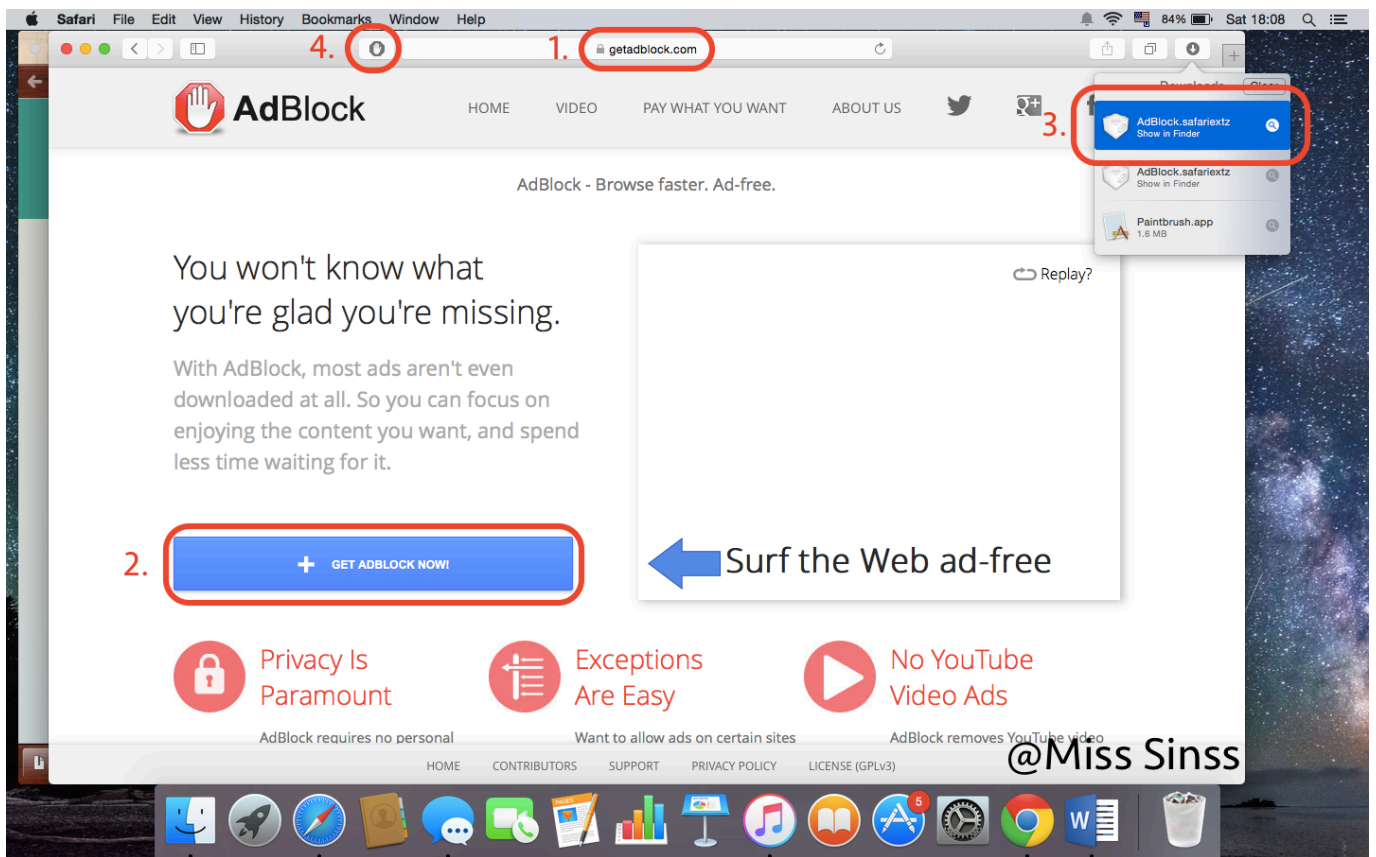 Safari File Edit View History Bookmarks Window Help 84% Sat 18:08
4. 1. getadblock.com
Downloads Clear
AdBlock HOME VIDEO PAY WHAT YOU WANT ABOUT US
3. AdBlock.safariextz
Show in Finder
AdBlock.safariextz
Show in Finder
Paintbrush.app
1.6 MB
AdBlock - Browse faster. Ad-free.
You won't know what
you're glad you're missing.
Replay?
With AdBlock, most ads aren't even
downloaded at all. So you can focus on
enjoying the content you want, and spend
less time waiting for it.
2. GET ADBLOCK NOW!
Surf the Web ad-free
Privacy Is
Paramount
Exceptions
Are Easy
No YouTube
Video Ads
AdBlock requires no personal
Want to allow ads on certain sites
AdBlock removes YouTube video
@Miss Sinss
HOME CONTRIBUTORS SUPPORT PRIVACY POLICY LICENSE (GPLv3)
PAGES
5
W